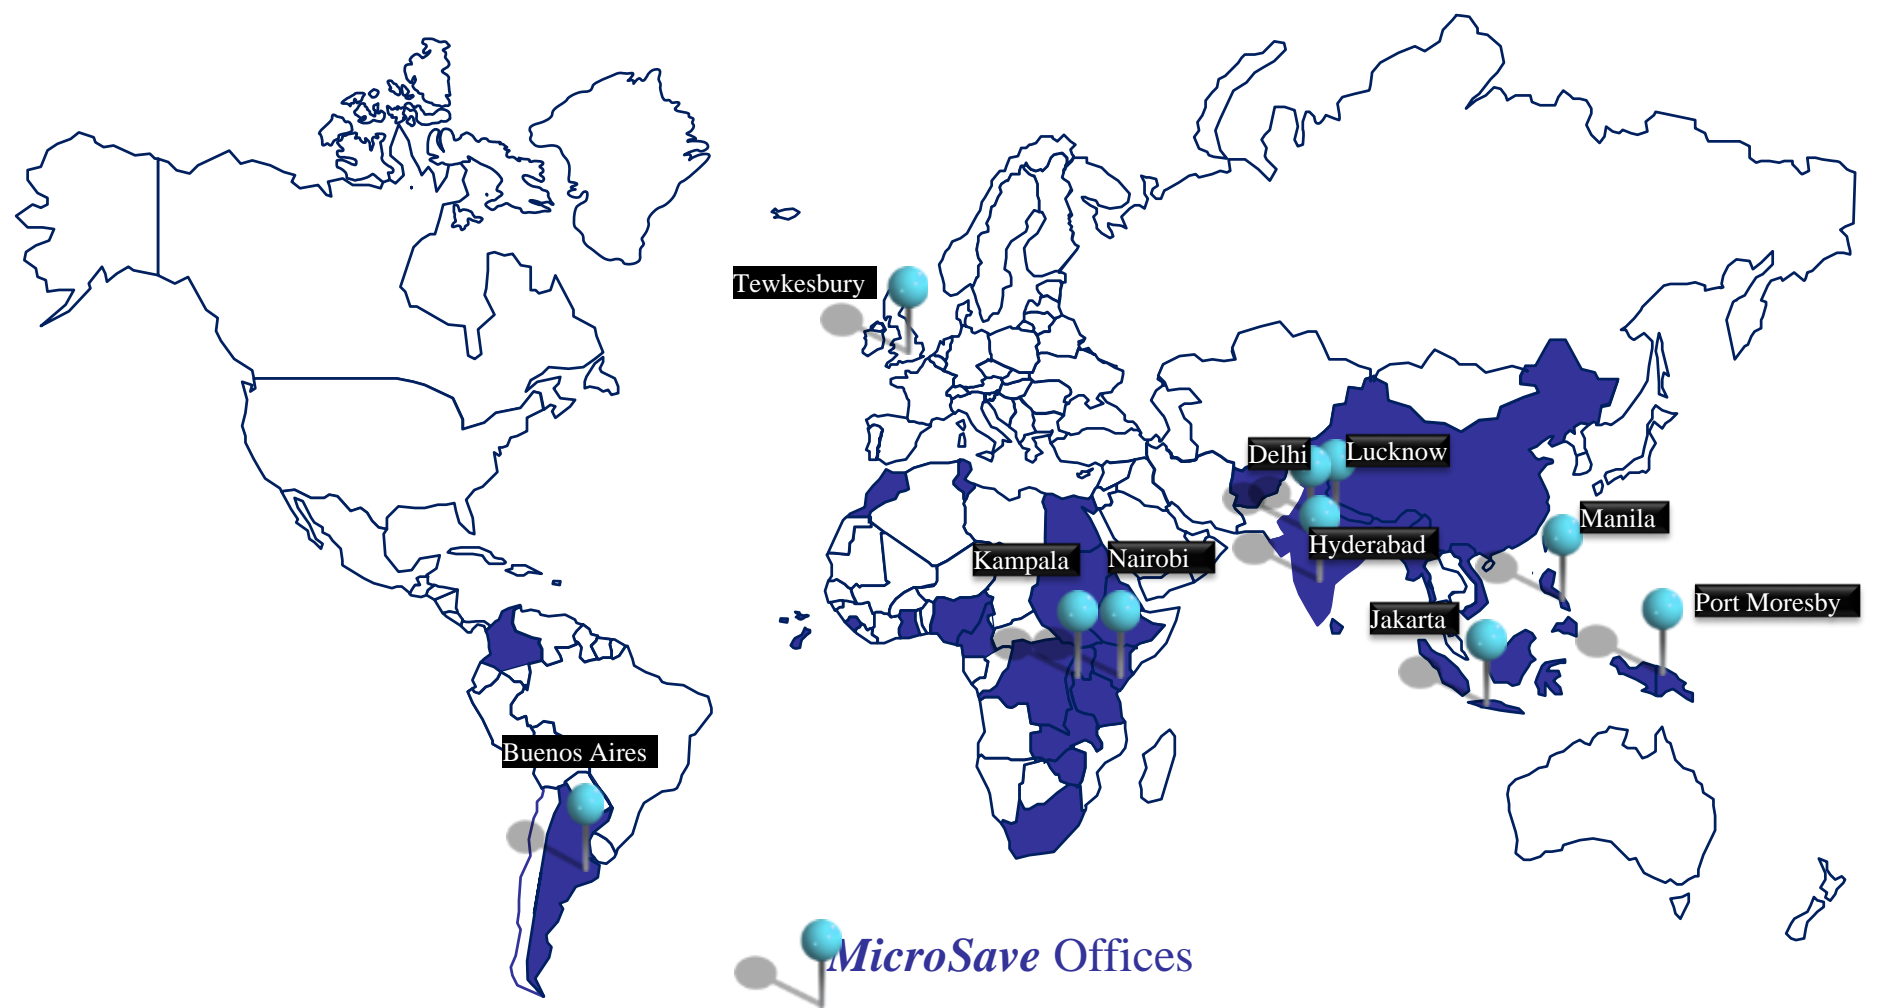 Tewkesbury
Delhi
Lucknow
Manila
Hyderabad
Kampala
Nairobi
Port Moresby
Jakarta
Buenos Aires
MicroSave Offices